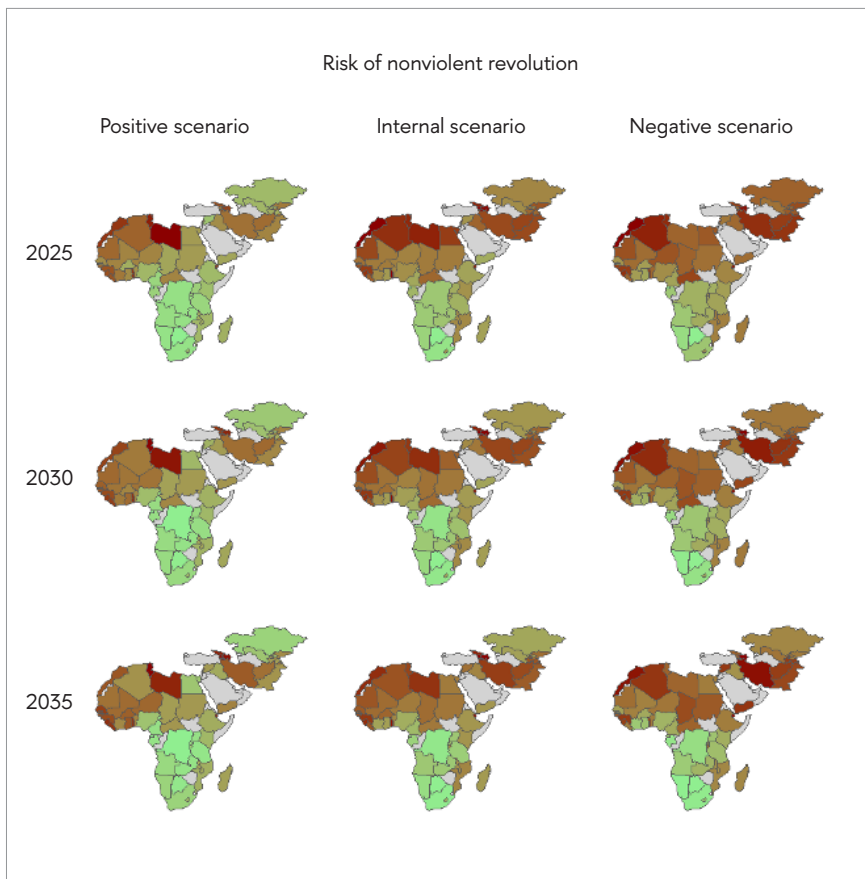 Risk of nonviolent revolution
Positive scenario
Internal scenario
Negative scenario
2025
2030
2035